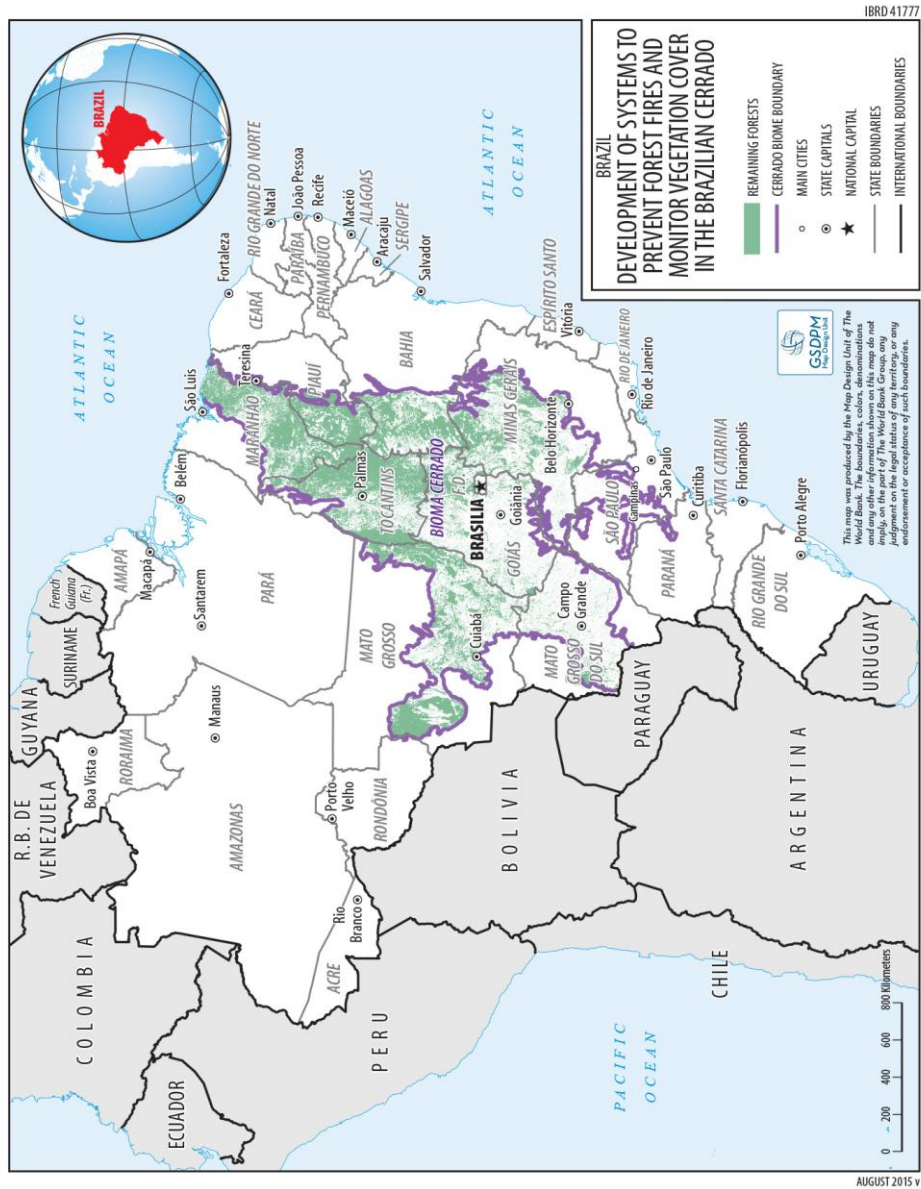 IBRD 41777
BRAZIL
ATLANTIC
OCEAN
ATLANTIC
OCEAN
PACIFIC
OCEAN
COLOMBIA
R.B. DE
VENEZUELA
GUYANA
SURINAME
French
Guiana
(Fr.)
ECUADOR
PERU
BOLIVIA
CHILE
PARAGUAY
ARGENTINA
URUGUAY
RORAIMA
Boa Vista
AMAPÁ
Macapá
AMAZONAS
Manaus
PARÁ
Santarem
Belém
ACRE
Rio
Branco
RONDÔNIA
Porto
Velho
MARANHÃO
São Luis
PIAUÍ
Teresina
CEARÁ
Fortaleza
RIO GRANDE DO NORTE
Natal
PARAÍBA
João Pessoa
PERNAMBUCO
Recife
ALAGOAS
Maceió
SERGIPE
Aracaju
BAHIA
Salvador
TOCANTINS
Palmas
BIOMA CERRADO
MATO
GROSSO
Cuiabá
GOIÁS
Goiânia
F.D.
BRASILIA
MINAS GERAIS
Belo Horizonte
ESPIRITO SANTO
Vitória
RIO DE JANEIRO
Rio de Janeiro
MATO
GROSSO
DO SUL
Campo
Grande
SÃO PAULO
Campinas
São Paulo
PARANÁ
Curitiba
SANTA CATARINA
Florianópolis
RIO GRANDE
DO SUL
Porto Alegre
BRAZIL
DEVELOPMENT OF SYSTEMS TO
PREVENT FOREST FIRES AND
MONITOR VEGETATION COVER
IN THE BRAZILIAN CERRADO
REMAINING FORESTS
CERRADO BIOME BOUNDARY
MAIN CITIES
STATE CAPITALS
NATIONAL CAPITAL
STATE BOUNDARIES
INTERNATIONAL BOUNDARIES
GSDPM
Map Design Unit
This map was produced by the Map Design Unit of The
World Bank. The boundaries, colors, denominations
and any other information shown on this map do not
imply, on the part of The World Bank Group, any
judgment on the legal status of any territory, or any
endorsement or acceptance of such boundaries.
0 200 400 600 800 Kilometers
AUGUST 2015 v